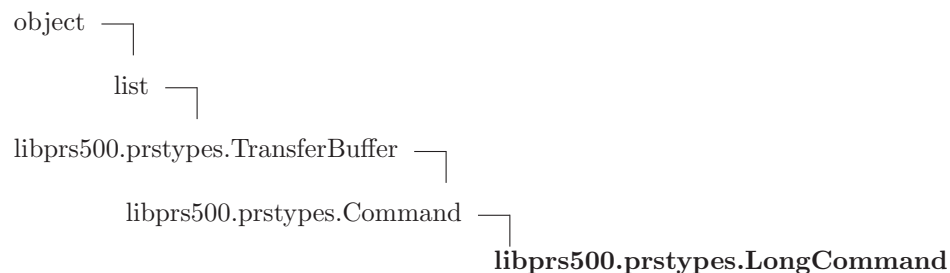 object
list
libprs500.prstypes.TransferBuffer
libprs500.prstypes.Command
libprs500.prstypes.LongCommand